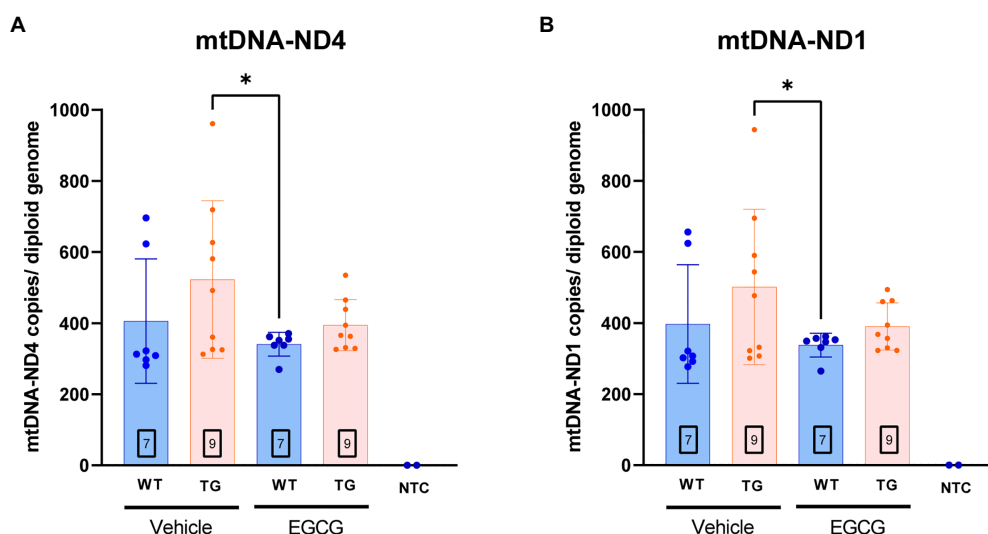 A
mtDNA-ND4
*
mtDNA-ND4 copies/ diploid genome
1000
800
600
400
200
0
7
9
7
9
WT
TG
WT
TG
NTC
Vehicle
EGCG
B
mtDNA-ND1
*
mtDNA-ND1 copies/ diploid genome
1000
800
600
400
200
0
7
9
7
9
WT
TG
WT
TG
NTC
Vehicle
EGCG